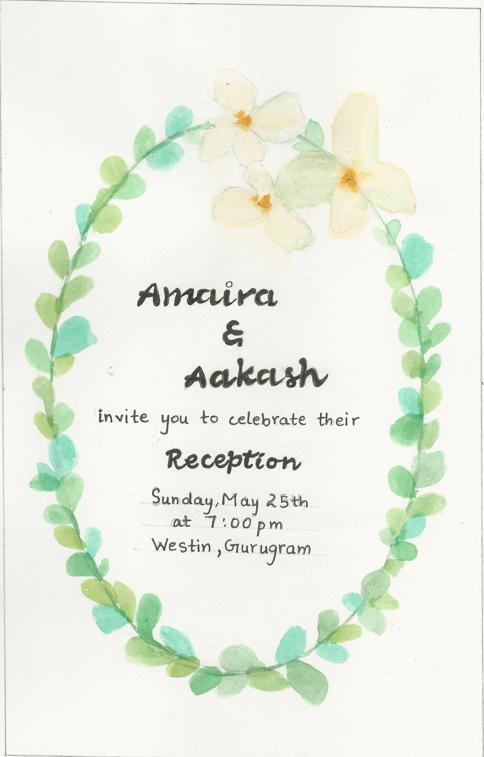 Amaira
&
Aakash
invite you to celebrate their
Reception
Sunday, May 25th
at 7:00 pm
Westin, Gurugram